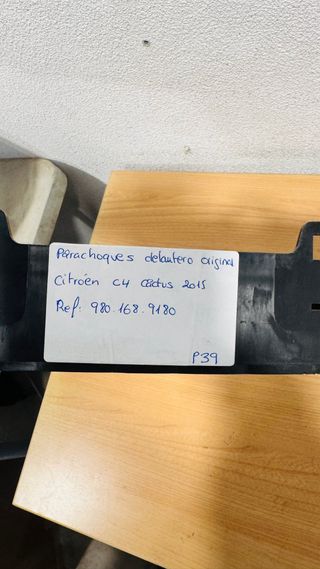 Parachoques delantero original
Citroën C4 Cactus 2015
Ref: 980.168.9180
P39